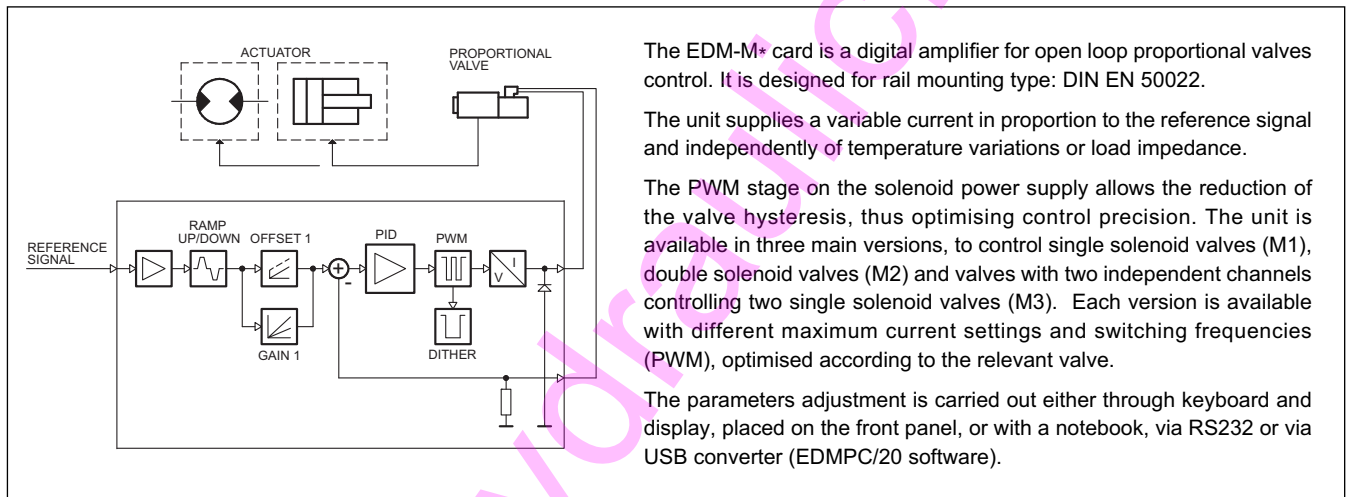 ACTUATOR
PROPORTIONAL
VALVE
REFERENCE
SIGNAL
RAMP
UP/DOWN
OFFSET 1
GAIN 1
PID
PWM
DITHER
V
I
+
-
The EDM-M* card is a digital amplifier for open loop proportional valves
control. It is designed for rail mounting type: DIN EN 50022.
The unit supplies a variable current in proportion to the reference signal
and independently of temperature variations or load impedance.
The PWM stage on the solenoid power supply allows the reduction of
the valve hysteresis, thus optimising control precision. The unit is
available in three main versions, to control single solenoid valves (M1),
double solenoid valves (M2) and valves with two independent channels
controlling two single solenoid valves (M3). Each version is available
with different maximum current settings and switching frequencies
(PWM), optimised according to the relevant valve.
The parameters adjustment is carried out either through keyboard and
display, placed on the front panel, or with a notebook, via RS232 or via
USB converter (EDMPC/20 software).
ydraulic